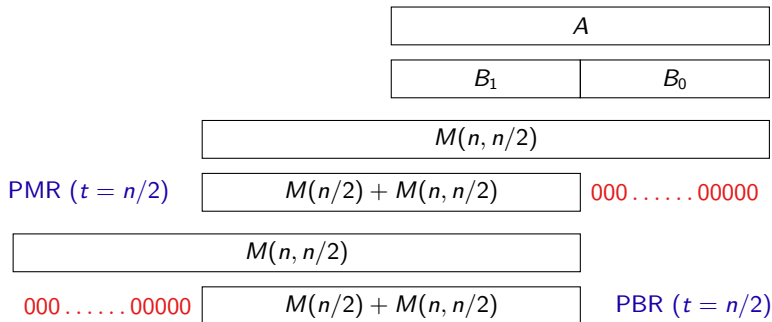 A
B₁ B₀
M(n, n/2)
PMR (t = n/2) M(n/2) + M(n, n/2) 000......00000
M(n, n/2)
000......00000 M(n/2) + M(n, n/2) PBR (t = n/2)